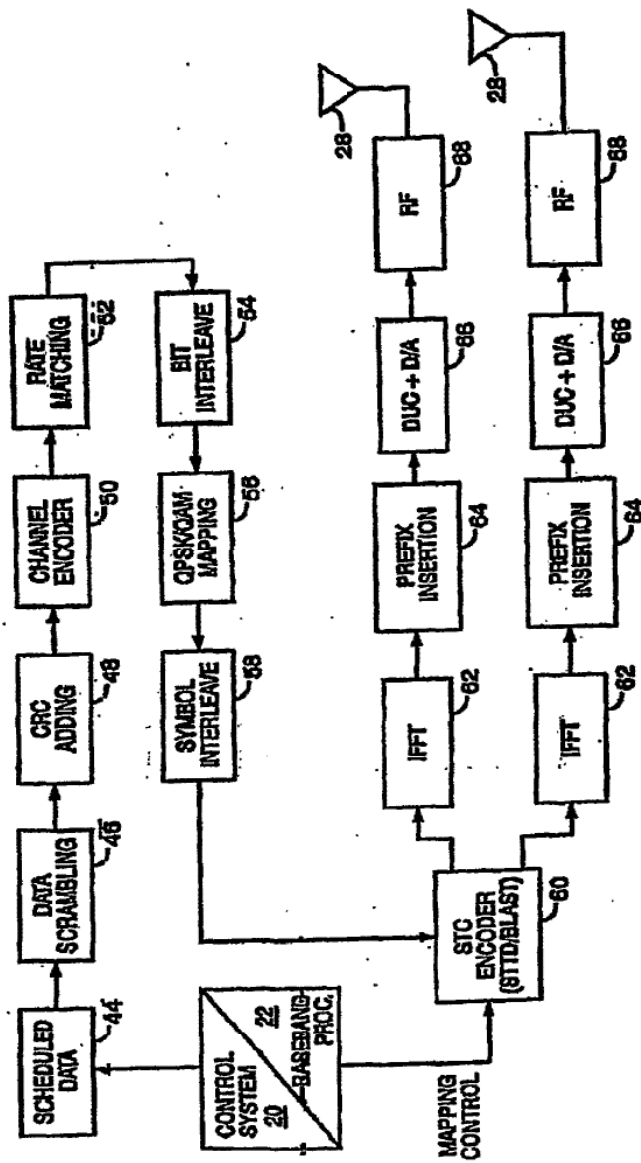 SCHEDULED
DATA
44
DATA
SCRAMBLING
46
CRC
ADDING
48
CHANNEL
ENCODER
50
RATE
MATCHING
52
BIT
INTERLEAVE
54
QPSK/QAM
MAPPING
56
SYMBOL
INTERLEAVE
58
CONTROL
SYSTEM
20
22
BASEBAND
PROC.
MAPPING
CONTROL
STC
ENCODER
(STTD/BLAST)
60
IFFT
62
PREFIX
INSERTION
64
DUC + D/A
66
RF
68
28
IFFT
62
PREFIX
INSERTION
64
DUC + D/A
66
RF
68
28